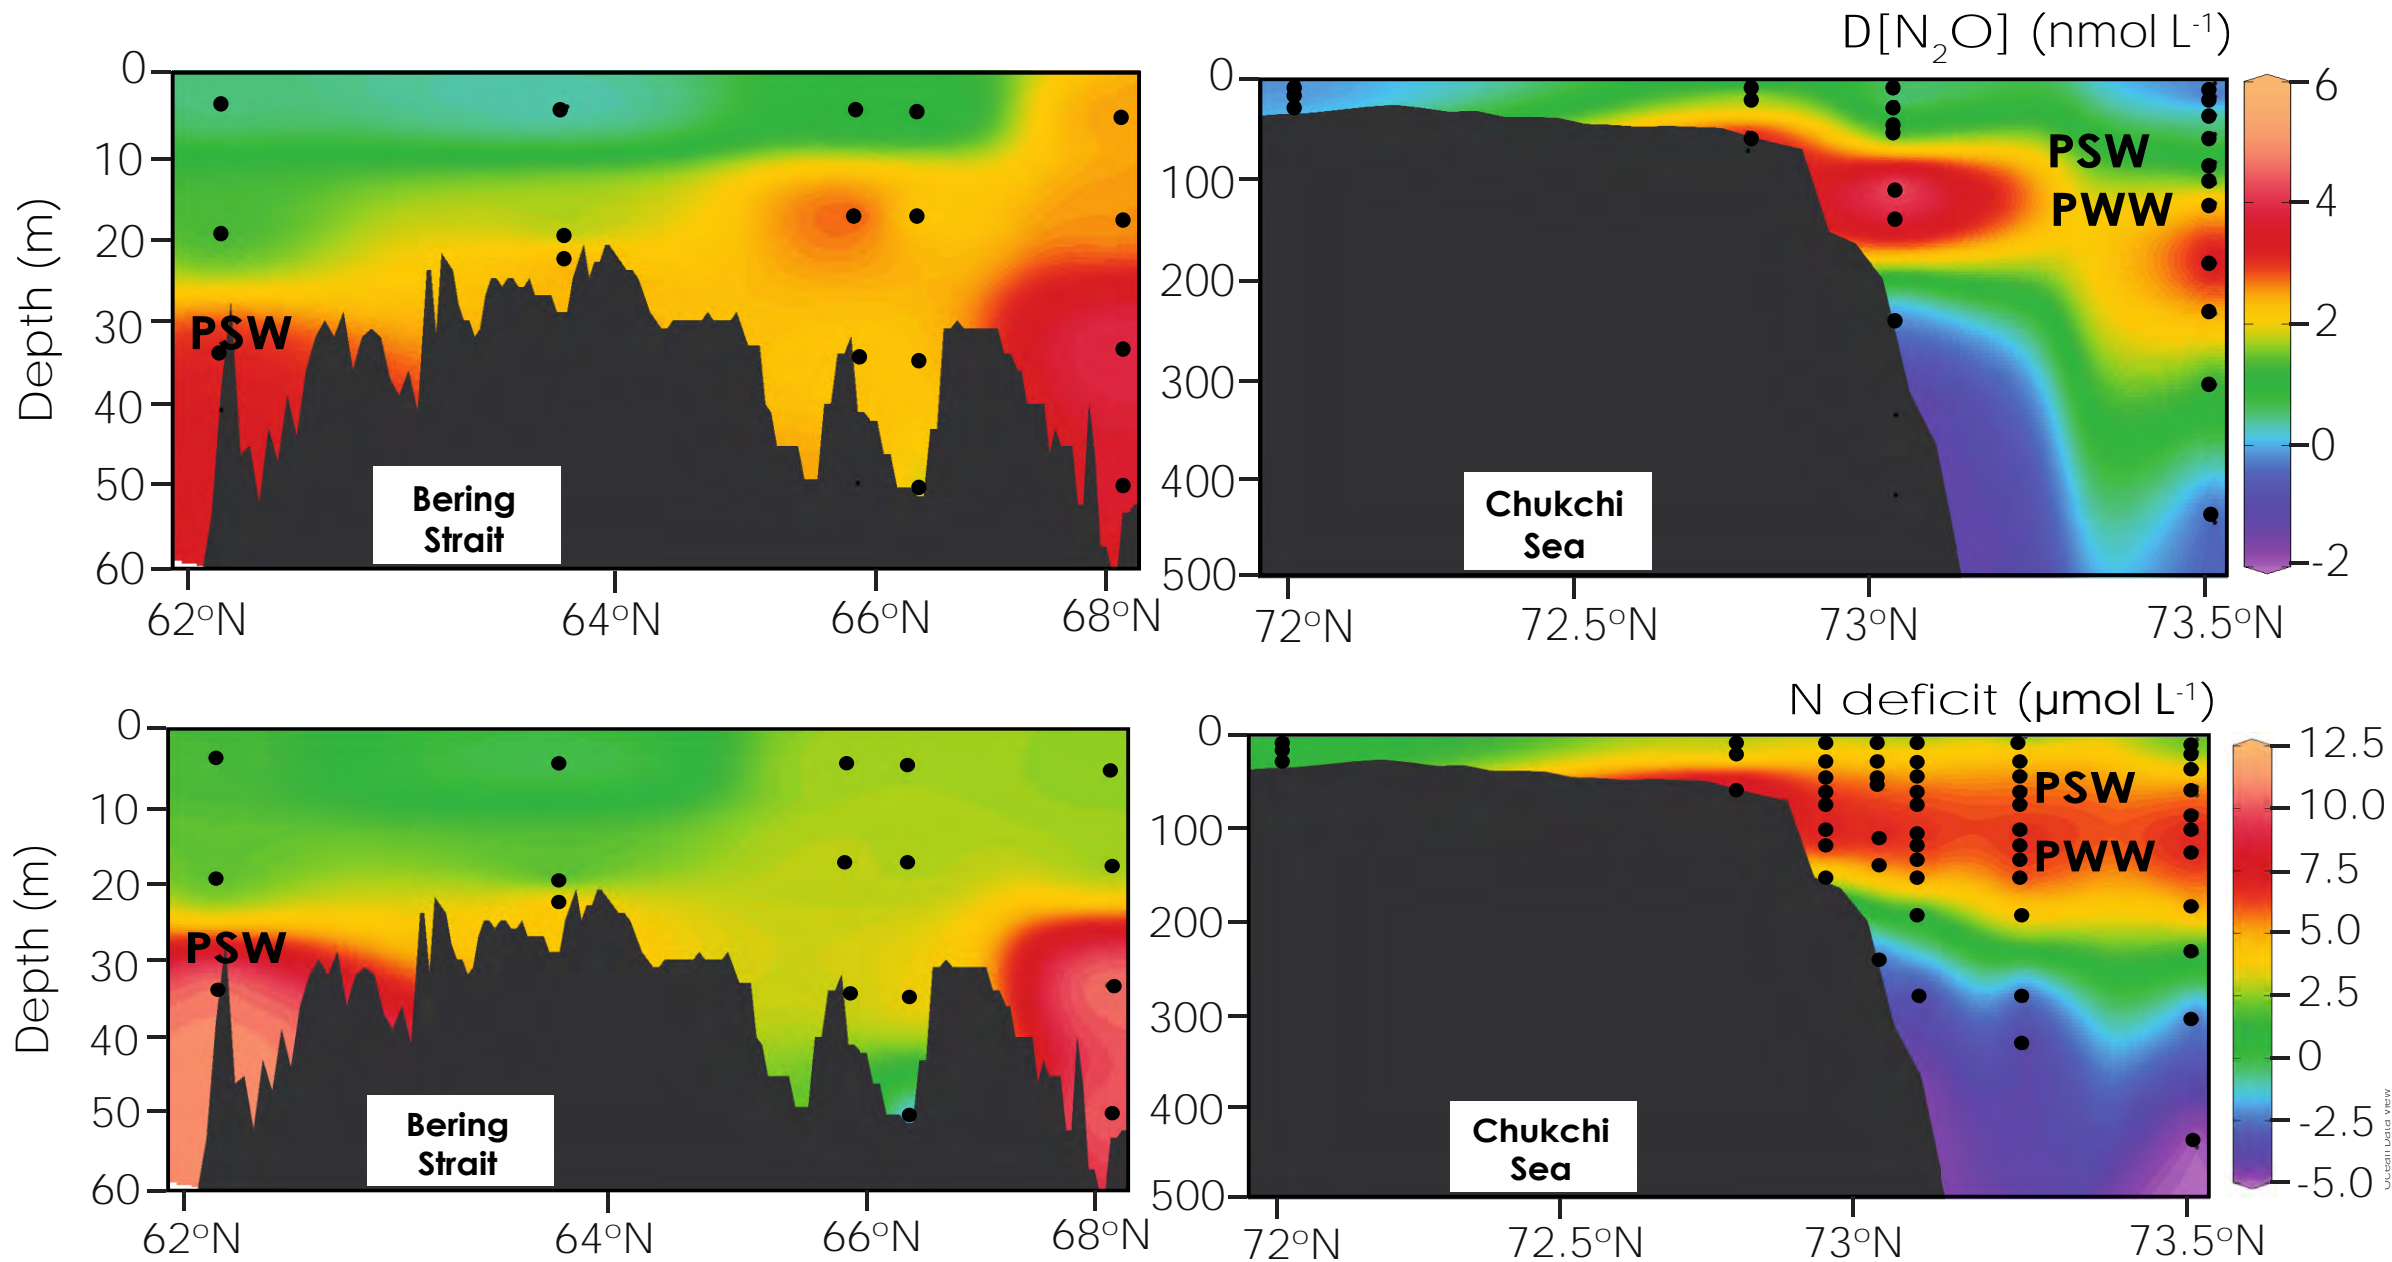 D[N₂O] (nmol L⁻¹)
0
10
20
30
40
50
60
Depth (m)
PSW
Bering
Strait
62°N
64°N
66°N
68°N
0
100
200
300
400
500
PSW
PWW
Chukchi
Sea
72°N
72.5°N
73°N
73.5°N
6
4
2
0
-2
N deficit (µmol L⁻¹)
0
10
20
30
40
50
60
Depth (m)
PSW
Bering
Strait
62°N
64°N
66°N
68°N
0
100
200
300
400
500
PSW
PWW
Chukchi
Sea
72°N
72.5°N
73°N
73.5°N
12.5
10.0
7.5
5.0
2.5
0
-2.5
-5.0
Ocean Data View